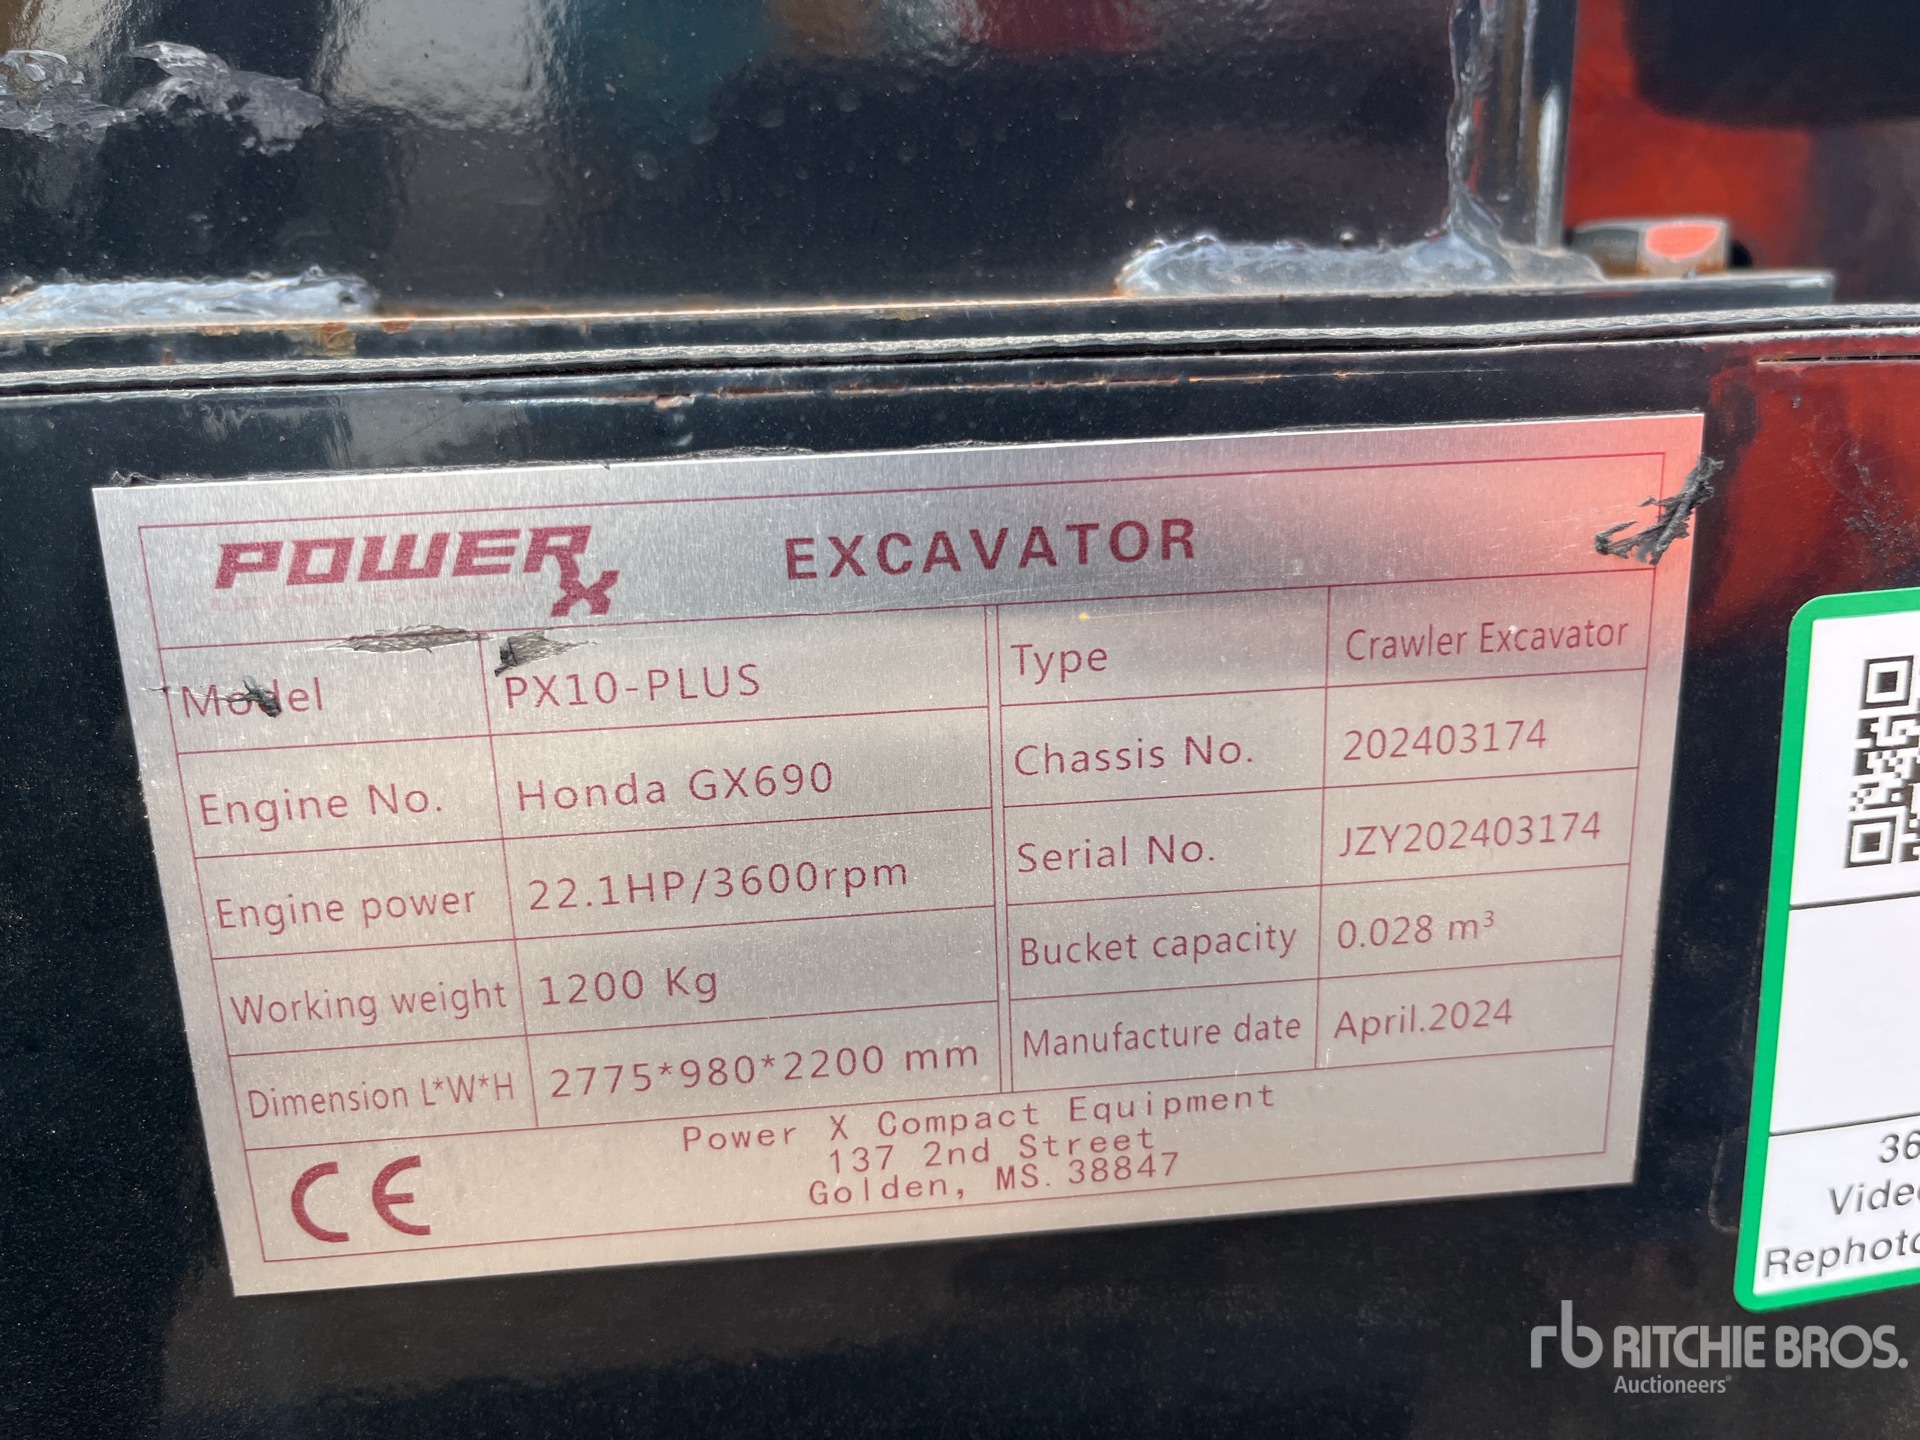 POWER X EXCAVATOR
Model PX10-PLUS Type Crawler Excavator
Engine No. Honda GX690 Chassis No. 202403174
Engine power 22.1HP/3600rpm Serial No. JZY202403174
Working weight 1200 Kg Bucket capacity 0.028 m³
Dimension L*W*H 2775*980*2200 mm Manufacture date April.2024
CE
Power X Compact Equipment
137 2nd Street
Golden, MS. 38847
36
Video
Rephoto
rb RITCHIE BROS.
Auctioneers